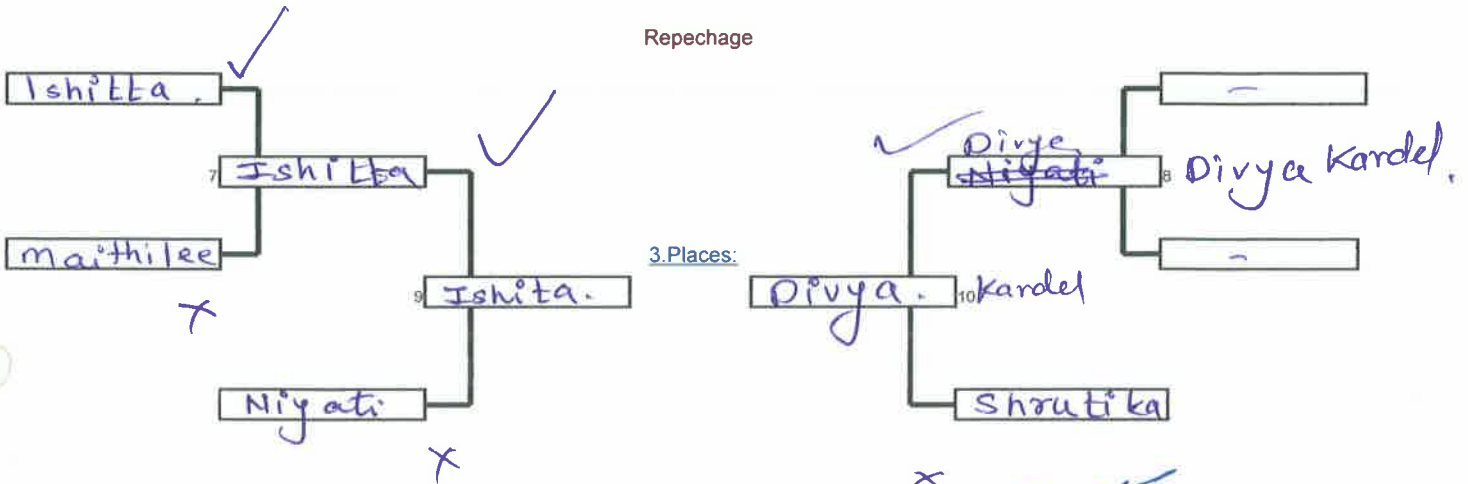 Repechage
Ishitta.
7 Ishitta
maithilee
9 Ishita.
Niyati
3.Places:
Divya
Niyati
8 Divya Kardel.
Divya. 10 Kardel
Shrutika